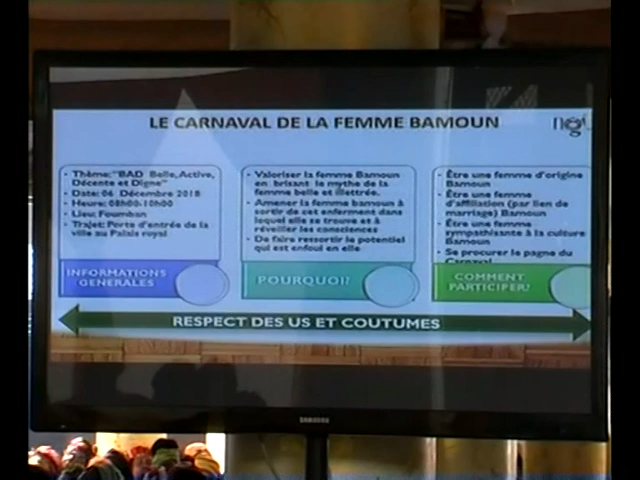 LE CARNAVAL DE LA FEMME BAMOUN
ngt
• Thème: "BAD Belle, Active,
Décente et Digne"
• Date: 06 Décembre 2018
• Heure: 08h00-10h00
• Lieu: Foumban
• Trajet: Porte d'entrée de la
ville au Palais royal
INFORMATIONS
GENERALES
• Valoriser la femme Bamoun
en brisant le mythe de la
femme belle et illettrée.
• Amener la femme bamoun à
sortir de cet enferment dans
lequel elle se trouve et à
réveiller les consciences
• De faire ressortir le potentiel
qui est enfoui en elle
POURQUOI?
• Être une femme d'origine
Bamoun
• Être une femme
d'affiliation (par lien de
mariage) Bamoun
• Être une femme
sympathisante à la culture
Bamoun
• Se procurer le pagne du
Carnaval
COMMENT
PARTICIPER?
RESPECT DES US ET COUTUMES
SAMSUNG